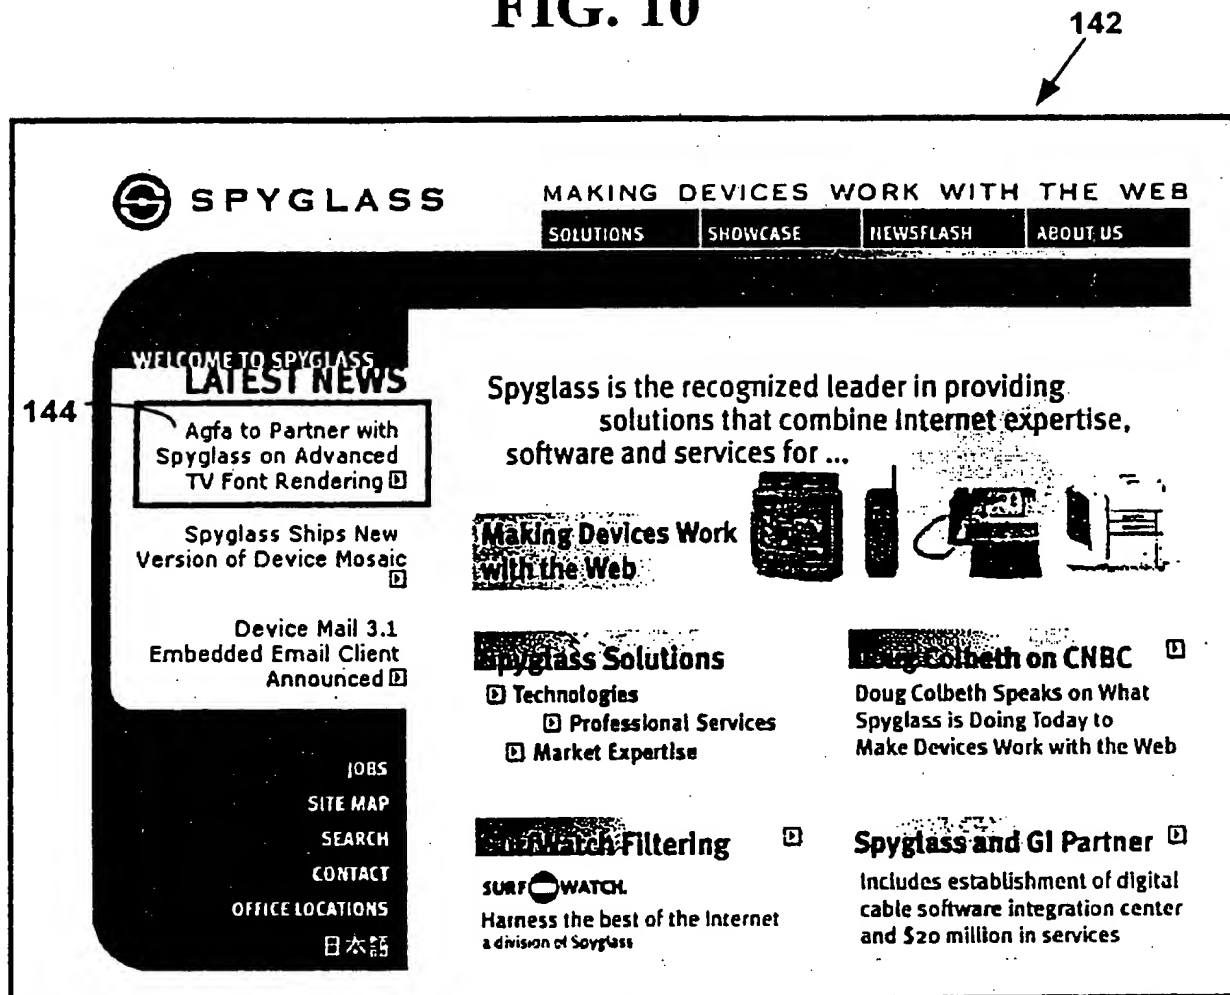 FIG. 10
142
SPYGLASS
MAKING DEVICES WORK WITH THE WEB
SOLUTIONS
SHOWCASE
NEWSFLASH
ABOUT US
WELCOME TO SPYGLASS
LATEST NEWS
144
Agfa to Partner with
Spyglass on Advanced
TV Font Rendering
Spyglass Ships New
Version of Device Mosaic
Device Mail 3.1
Embedded Email Client
Announced
JOBS
SITE MAP
SEARCH
CONTACT
OFFICE LOCATIONS
日本語
Spyglass is the recognized leader in providing
solutions that combine Internet expertise,
software and services for ...
Making Devices Work
with the Web
Spyglass Solutions
Technologies
Professional Services
Market Expertise
Doug Colbeth on CNBC
Doug Colbeth Speaks on What
Spyglass is Doing Today to
Make Devices Work with the Web
SurfWatch Filtering
SURF WATCH.
Harness the best of the Internet
a division of Spyglass
Spyglass and GI Partner
Includes establishment of digital
cable software integration center
and $20 million in services